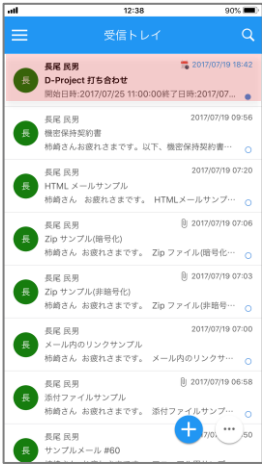 12:38
90%
受信トレイ
長尾 民男
2017/07/19 18:42
D-Project 打ち合わせ
開始日時:2017/07/25 11:00:00終了日時:2017/07...
長
長尾 民男
2017/07/19 09:56
機密保持契約書
柿崎さんお疲れさまです。以下、機密保持契約書…
長
長尾 民男
2017/07/19 07:20
HTML メールサンプル
柿崎さん お疲れさまです。 HTMLメールサンプ…
長
長尾 民男
2017/07/19 07:06
Zip サンプル(暗号化)
柿崎さん お疲れさまです。 Zip ファイル(暗号化…
長
長尾 民男
2017/07/19 07:03
Zip サンプル(非暗号化)
柿崎さん お疲れさまです。 Zip ファイル(非暗号…
長
長尾 民男
2017/07/19 07:00
メール内のリンクサンプル
柿崎さん お疲れさまです。 メール内のリンクサ…
長
長尾 民男
2017/07/19 06:58
添付ファイルサンプル
柿崎さん お疲れさまです。 添付ファイルサンプ…
長
長尾 民男
50
サンプルメール #60
長